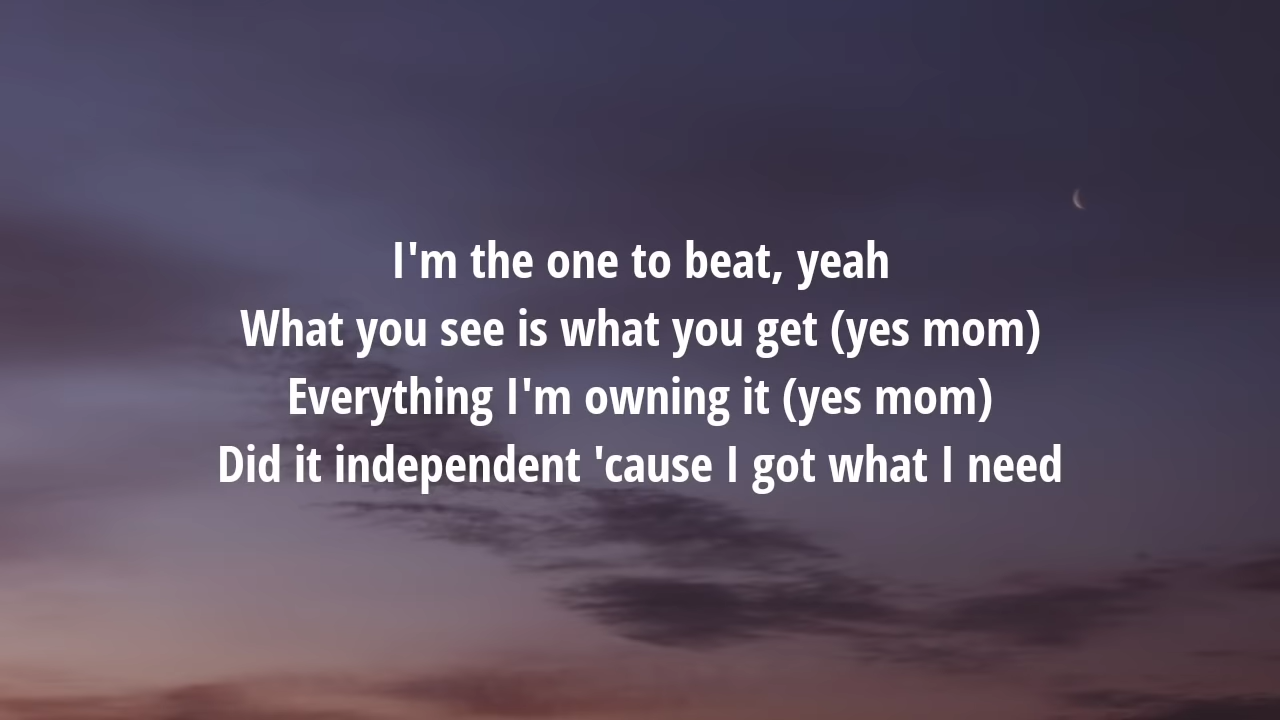 I'm the one to beat, yeah
What you see is what you get (yes mom)
Everything I'm owning it (yes mom)
Did it independent 'cause I got what I need